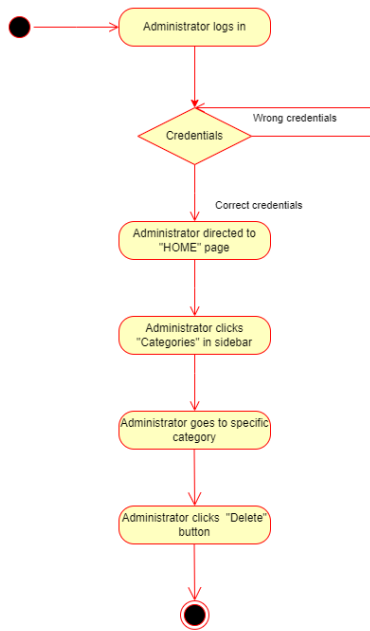 Administrator logs in
Wrong credentials
Credentials
Correct credentials
Administrator directed to
"HOME" page
Administrator clicks
"Categories" in sidebar
Administrator goes to specific
category
Administrator clicks "Delete"
button